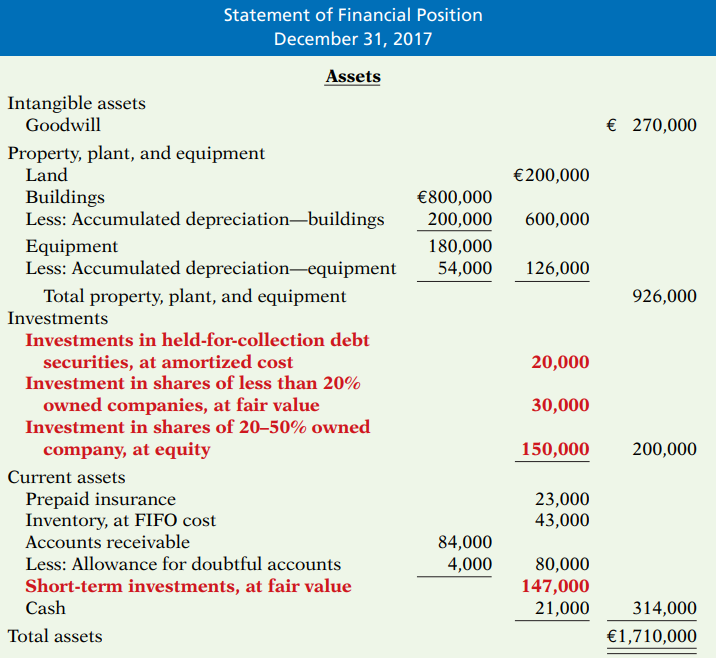 Statement of Financial Position
December 31, 2017
Assets
Intangible assets
Goodwill € 270,000
Property, plant, and equipment
Land €200,000
Buildings €800,000
Less: Accumulated depreciation—buildings 200,000 600,000
Equipment 180,000
Less: Accumulated depreciation—equipment 54,000 126,000
Total property, plant, and equipment 926,000
Investments
Investments in held-for-collection debt
securities, at amortized cost 20,000
Investment in shares of less than 20%
owned companies, at fair value 30,000
Investment in shares of 20–50% owned
company, at equity 150,000 200,000
Current assets
Prepaid insurance 23,000
Inventory, at FIFO cost 43,000
Accounts receivable 84,000
Less: Allowance for doubtful accounts 4,000 80,000
Short-term investments, at fair value 147,000
Cash 21,000 314,000
Total assets €1,710,000